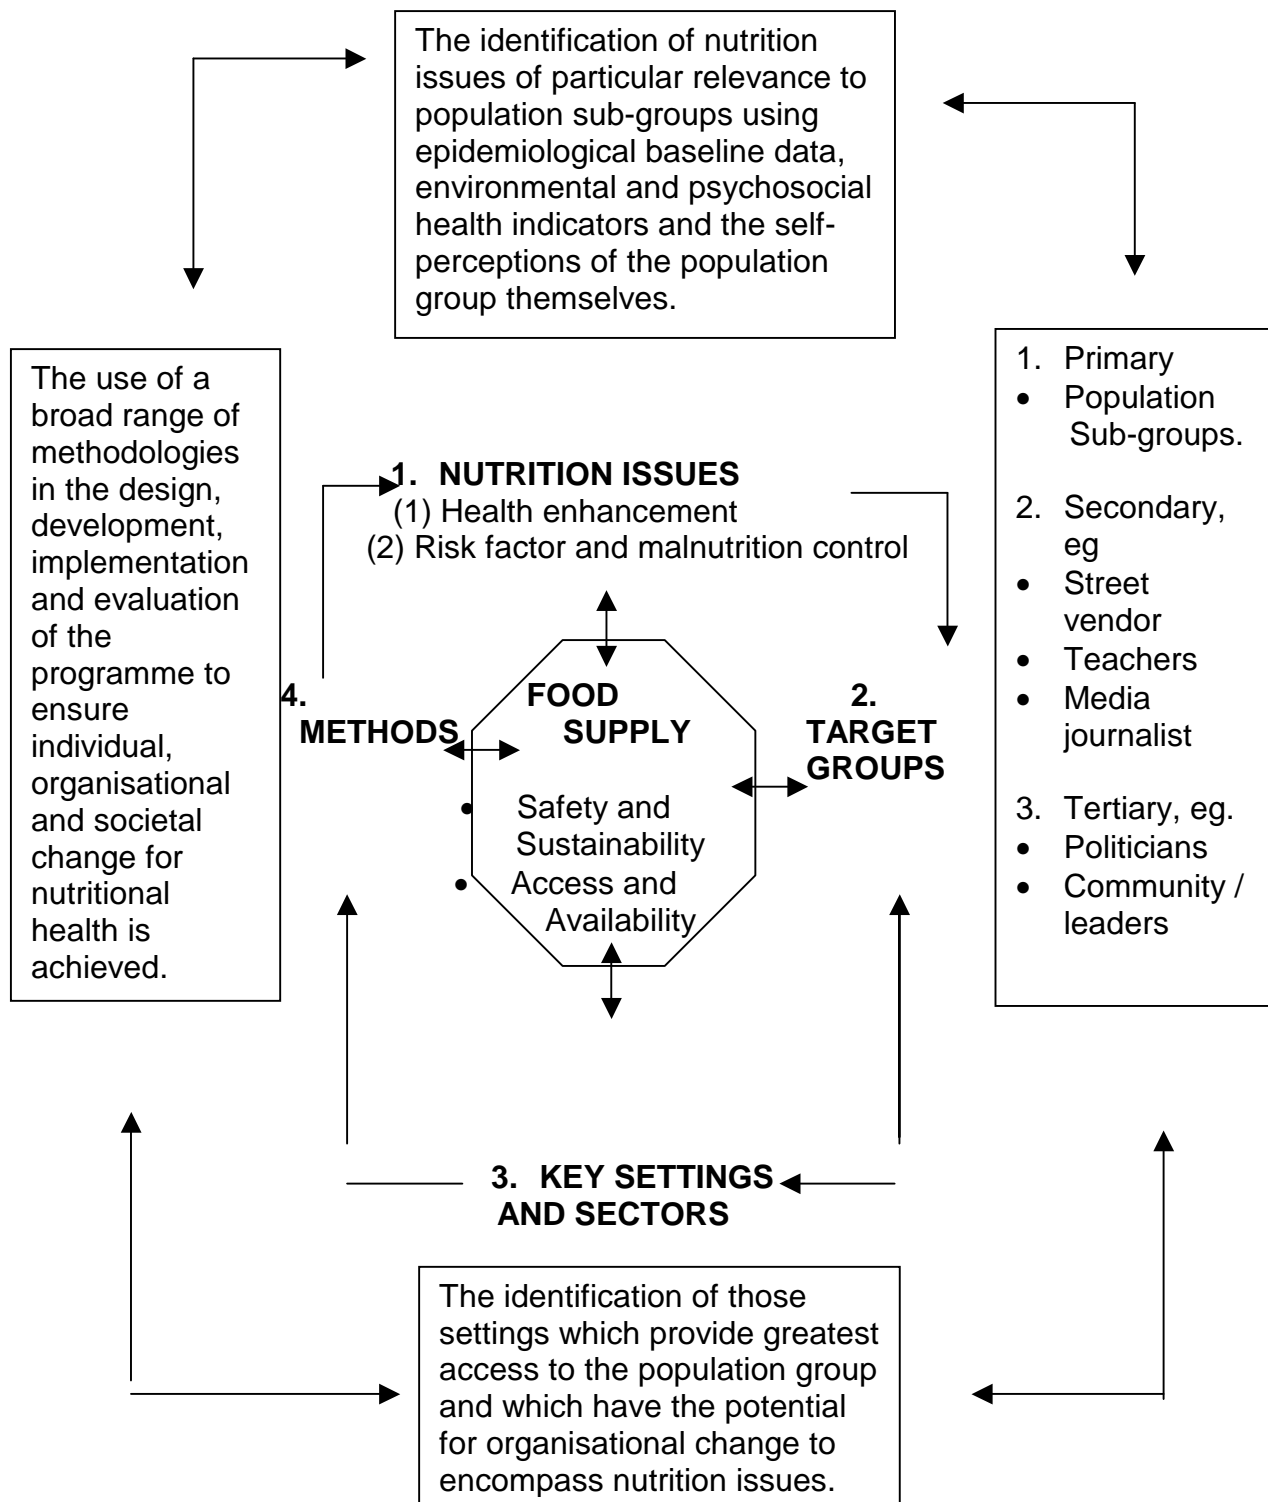 The identification of nutrition
issues of particular relevance to
population sub-groups using
epidemiological baseline data,
environmental and psychosocial
health indicators and the self-
perceptions of the population
group themselves.
The use of a
broad range of
methodologies
in the design,
development,
implementation
and evaluation
of the
programme to
ensure
individual,
organisational
and societal
change for
nutritional
health is
achieved.
1. NUTRITION ISSUES
(1) Health enhancement
(2) Risk factor and malnutrition control
4.
METHODS
FOOD
SUPPLY
• Safety and
Sustainability
• Access and
Availability
2.
TARGET
GROUPS
1. Primary
• Population
Sub-groups.
2. Secondary,
eg
• Street
vendor
• Teachers
• Media
journalist
3. Tertiary, eg.
• Politicians
• Community /
leaders
3. KEY SETTINGS
AND SECTORS
The identification of those
settings which provide greatest
access to the population group
and which have the potential
for organisational change to
encompass nutrition issues.